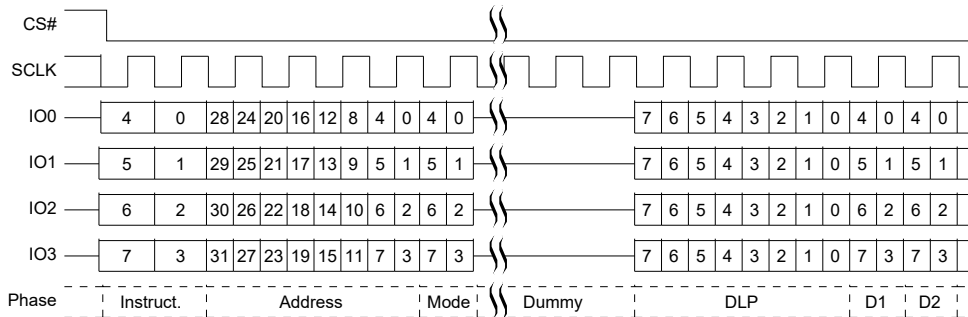 CS#
SCLK
IO0 4 0 28 24 20 16 12 8 4 0 4 0 7 6 5 4 3 2 1 0 4 0 4 0
IO1 5 1 29 25 21 17 13 9 5 1 5 1 7 6 5 4 3 2 1 0 5 1 5 1
IO2 6 2 30 26 22 18 14 10 6 2 6 2 7 6 5 4 3 2 1 0 6 2 6 2
IO3 7 3 31 27 23 19 15 11 7 3 7 3 7 6 5 4 3 2 1 0 7 3 7 3
Phase Instruct. Address Mode Dummy DLP D1 D2